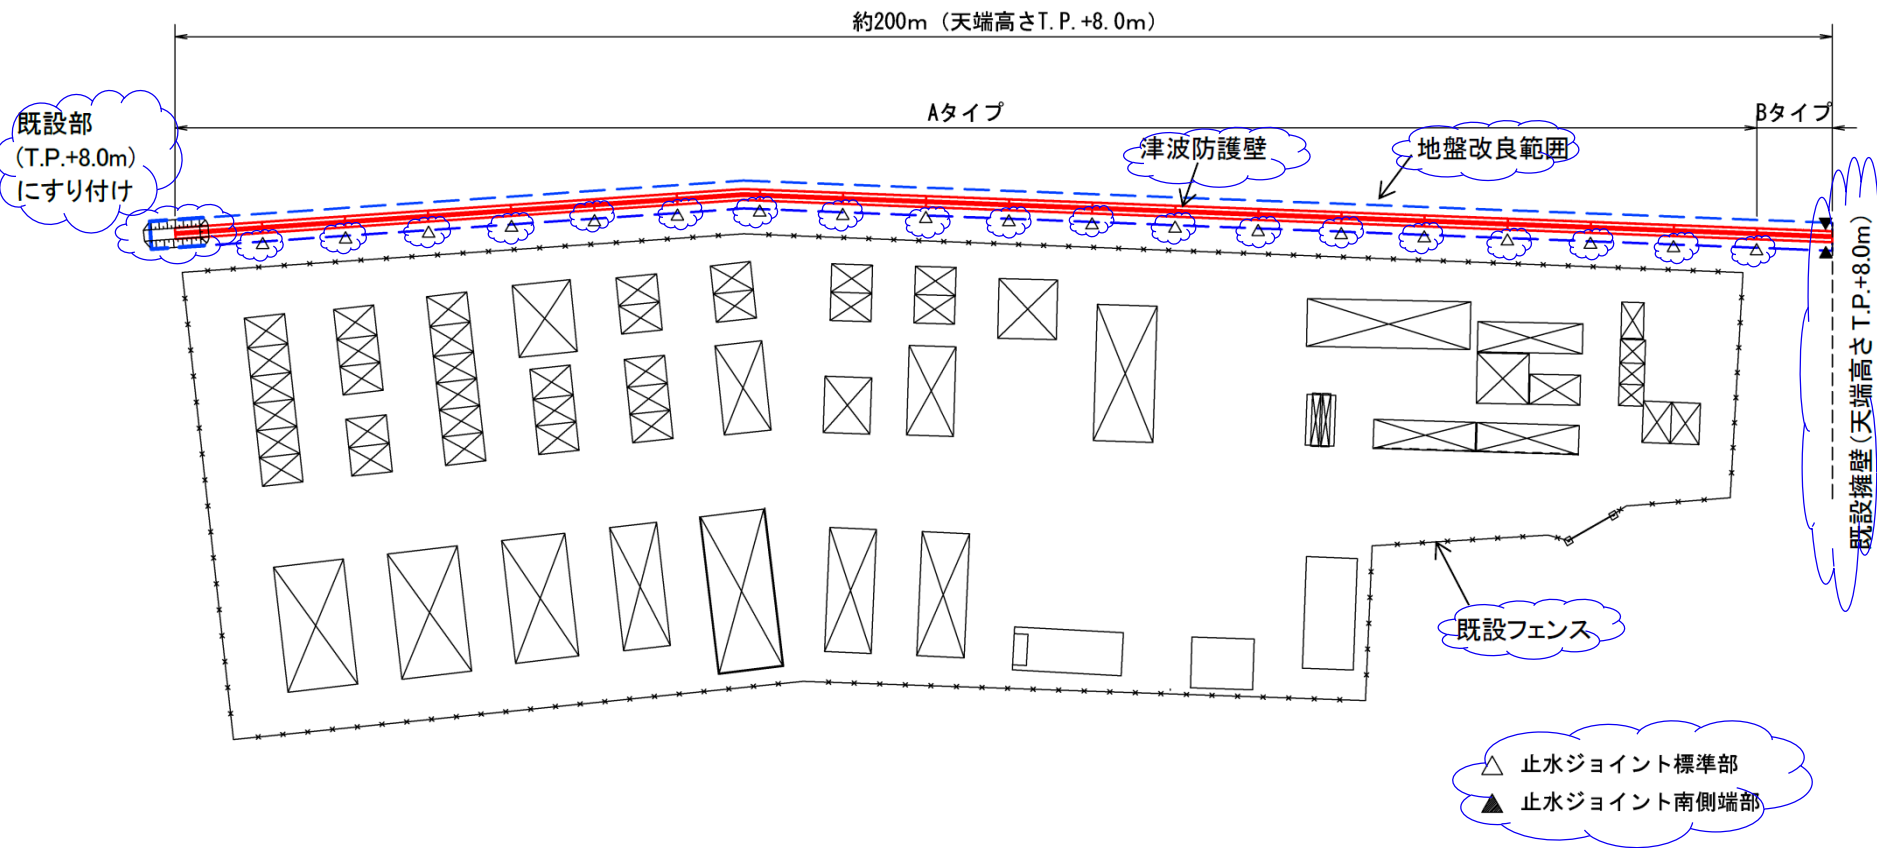 約200m（天端高さT.P.+8.0m）
Aタイプ
Bタイプ
既設部
(T.P.+8.0m)
にすり付け
津波防護壁
地盤改良範囲
既設擁壁(天端高さ T.P.+8.0m)
既設フェンス
△ 止水ジョイント標準部
▲ 止水ジョイント南側端部